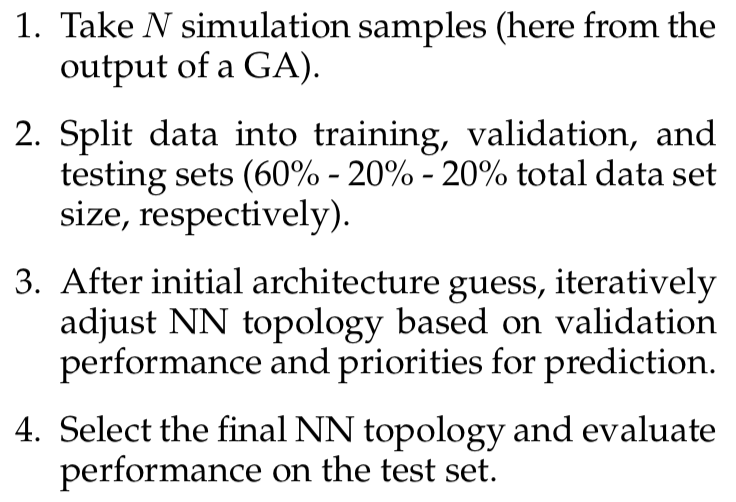 1. Take N simulation samples (here from the
output of a GA).
2. Split data into training, validation, and
testing sets (60% - 20% - 20% total data set
size, respectively).
3. After initial architecture guess, iteratively
adjust NN topology based on validation
performance and priorities for prediction.
4. Select the final NN topology and evaluate
performance on the test set.